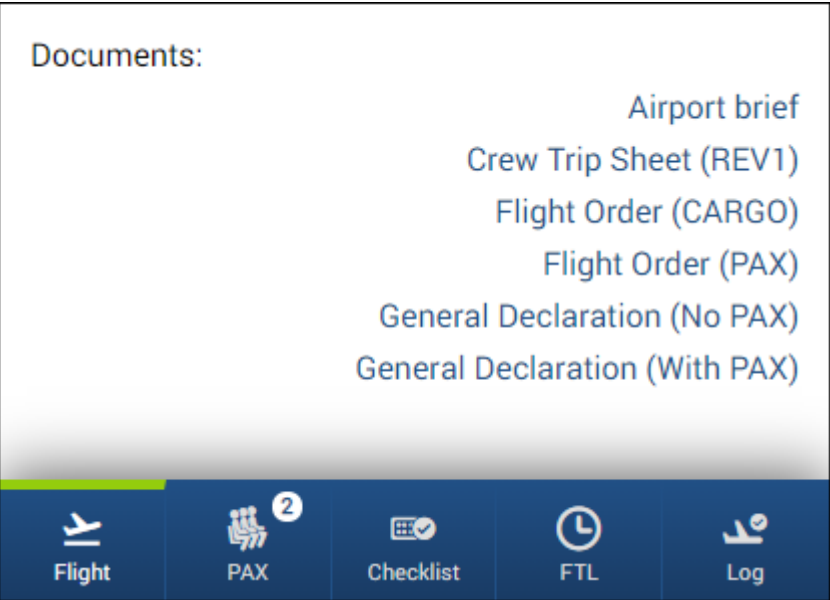 Documents:
Airport brief
Crew Trip Sheet (REV1)
Flight Order (CARGO)
Flight Order (PAX)
General Declaration (No PAX)
General Declaration (With PAX)
2
Flight PAX Checklist FTL Log